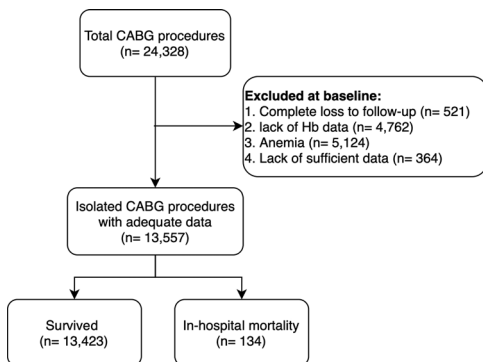 Total CABG procedures
(n= 24,328)
Excluded at baseline:
1. Complete loss to follow-up (n= 521)
2. lack of Hb data (n= 4,762)
3. Anemia (n= 5,124)
4. Lack of sufficient data (n= 364)
Isolated CABG procedures
with adequate data
(n= 13,557)
Survived
(n= 13,423)
In-hospital mortality
(n= 134)